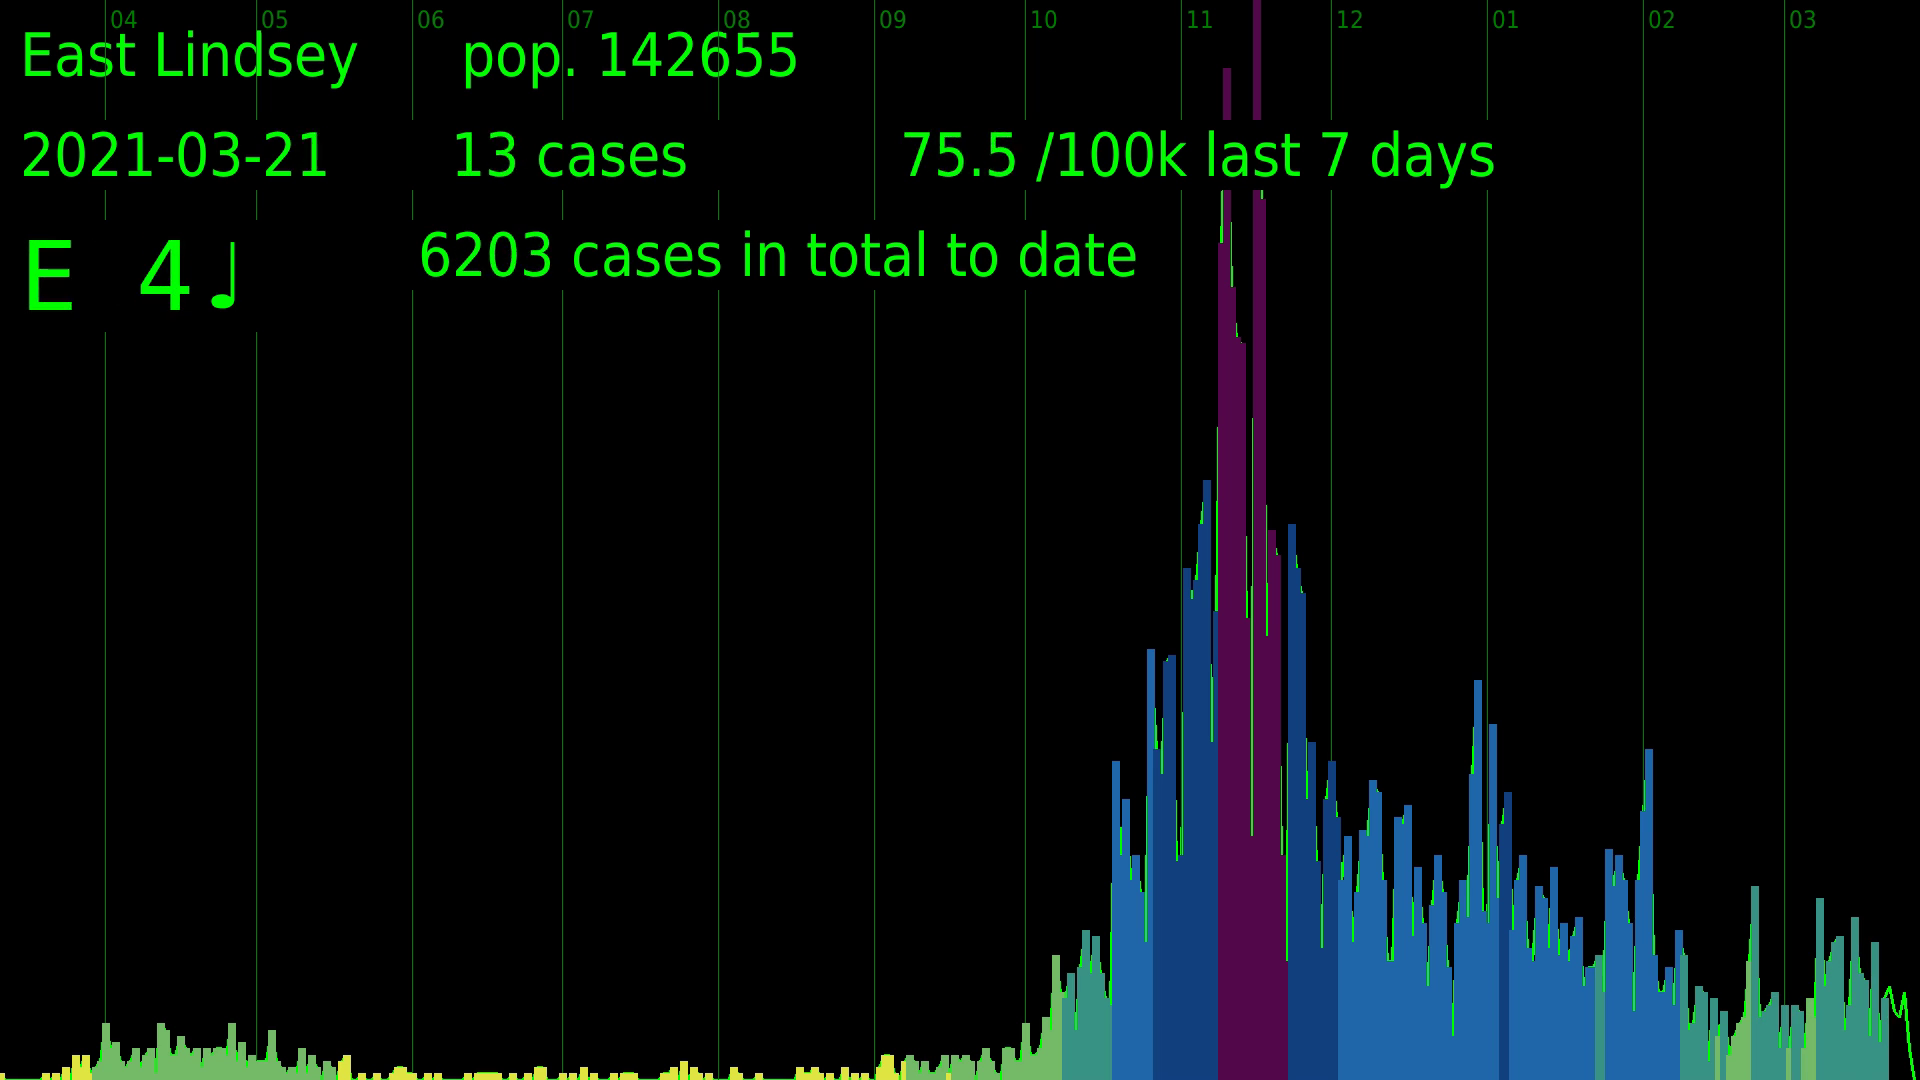 04 05 06 07 08 09 10 11 12 01 02 03
East Lindsey pop. 142655
2021-03-21 13 cases 75.5 /100k last 7 days
E 4♩ 6203 cases in total to date